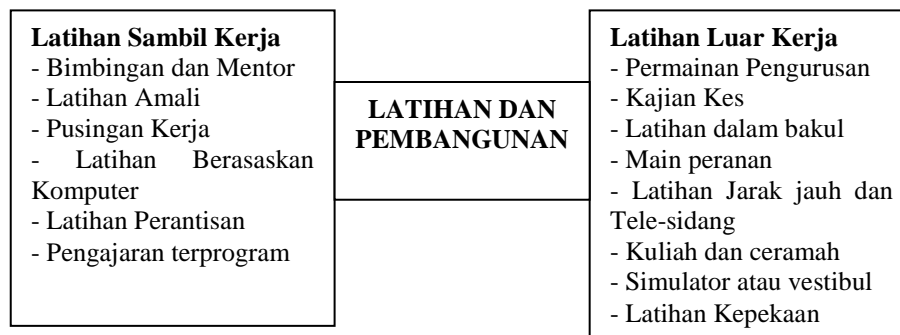 Latihan Sambil Kerja
- Bimbingan dan Mentor
- Latihan Amali
- Pusingan Kerja
- Latihan Berasaskan
Komputer
- Latihan Perantisan
- Pengajaran terprogram
LATIHAN DAN
PEMBANGUNAN
Latihan Luar Kerja
- Permainan Pengurusan
- Kajian Kes
- Latihan dalam bakul
- Main peranan
- Latihan Jarak jauh dan
Tele-sidang
- Kuliah dan ceramah
- Simulator atau vestibul
- Latihan Kepekaan